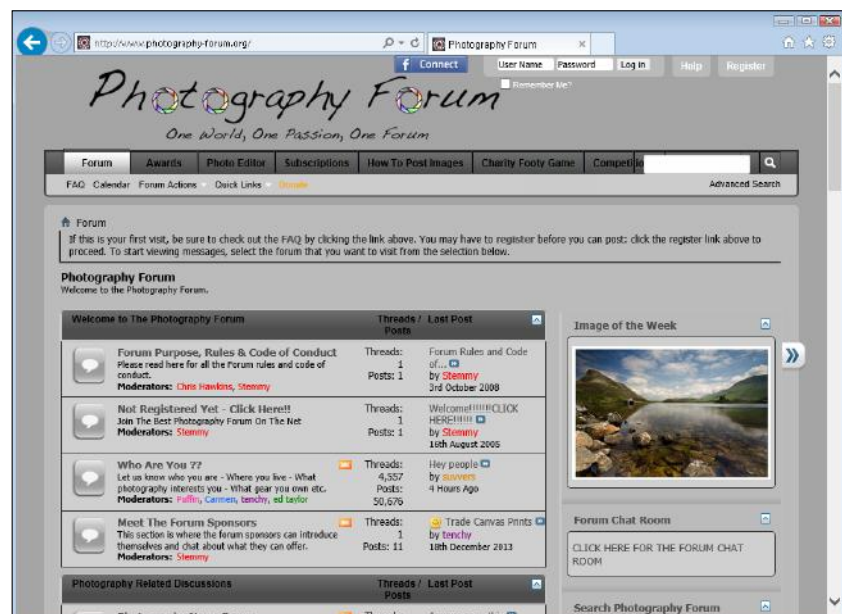 http://www.photography-forum.org/
Photography Forum
Connect
User Name Password Log in Help Register
Remember Me?
Photography Forum
One World, One Passion, One Forum
Forum Awards Photo Editor Subscriptions How To Post Images Charity Footy Game Competitio
FAQ Calendar Forum Actions Quick Links Donate Advanced Search
Forum
If this is your first visit, be sure to check out the FAQ by clicking the link above. You may have to register before you can post: click the register link above to
proceed. To start viewing messages, select the forum that you want to visit from the selection below.
Photography Forum
Welcome to the Photography Forum.
Welcome to The Photography Forum Threads / Last Post
Posts
Forum Purpose, Rules & Code of Conduct Threads: Forum Rules and Code
Please read here for all the Forum rules and code of 1 of...
conduct. Posts: 1 by Stemmy
Moderators: Chris Hawkins, Stemmy 3rd October 2008
Not Registered Yet - Click Here!! Threads: Welcome!!!!!!!CLICK
Join The Best Photography Forum On The Net 1 HERE!!!!!!
Moderators: Stemmy Posts: 1 by Stemmy
16th August 2005
Who Are You ?? Threads: Hey people
Let us know who you are - Where you live - What 4,557 by suvvers
photography interests you - What gear you own etc. Posts: 4 Hours Ago
Moderators: Puffin, Carmen, tenchy, ed taylor 50,676
Meet The Forum Sponsors Threads: Trade Canvas Prints
This section is where the forum sponsors can introduce 1 by tenchy
themselves and chat about what they can offer. Posts: 11 18th December 2013
Moderators: Stemmy
Photography Related Discussions Threads / Last Post
Posts
Image of the Week
Forum Chat Room
CLICK HERE FOR THE FORUM CHAT
ROOM
Search Photography Forum